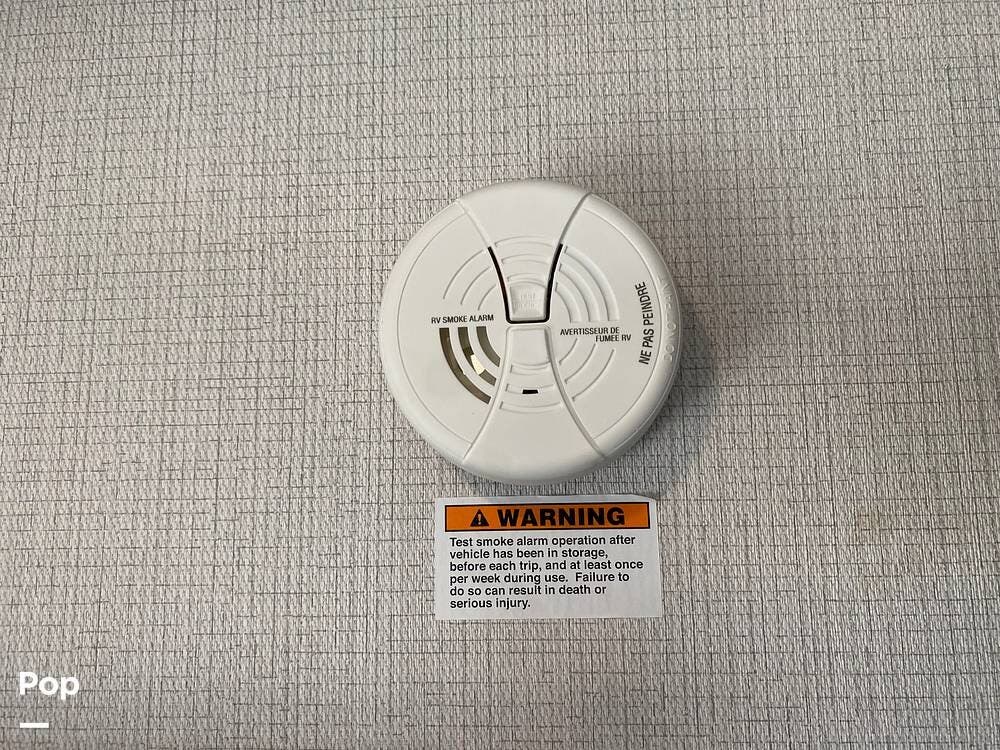 RV SMOKE ALARM
AVERTISSEUR DE
FUMÉE RV
NE PAS PEINDRE
WARNING
Test smoke alarm operation after
vehicle has been in storage,
before each trip, and at least once
per week during use. Failure to
do so can result in death or
serious injury.
Pop